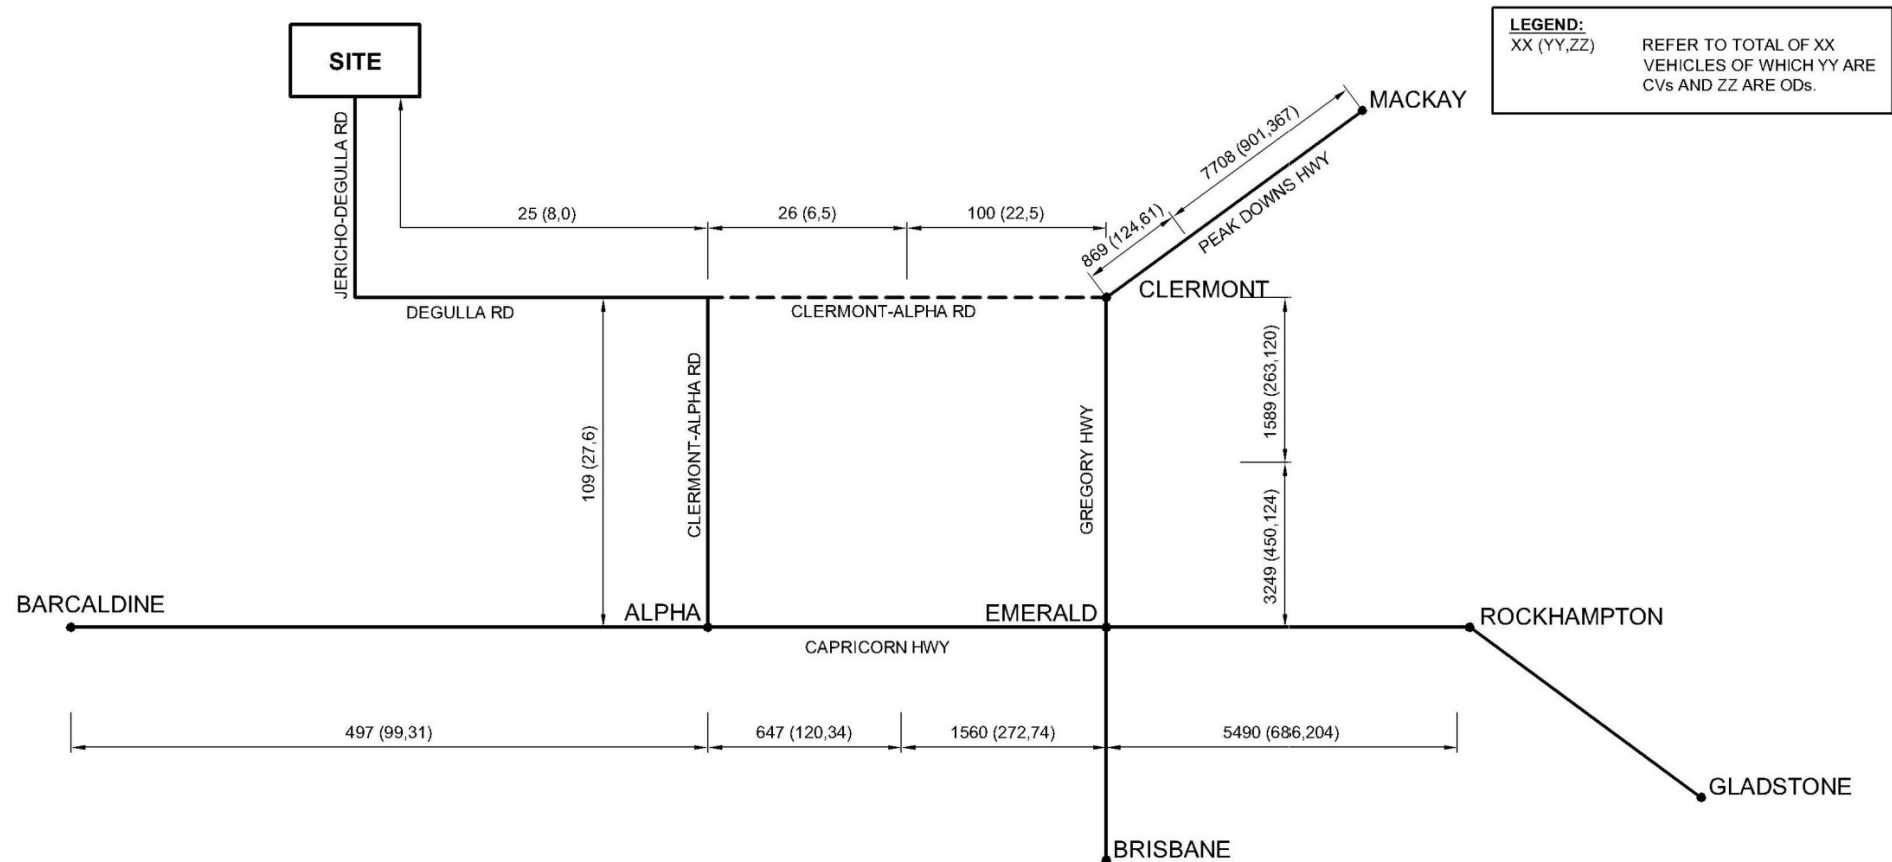 LEGEND:
XX (YY,ZZ) REFER TO TOTAL OF XX
VEHICLES OF WHICH YY ARE
CVs AND ZZ ARE ODs.
SITE
MACKAY
7708 (901,367)
JERICHO-DEGULLA RD
25 (8,0)
26 (6,5)
100 (22,5)
869 (124,61)
PEAK DOWNS HWY
CLERMONT
DEGULLA RD
CLERMONT-ALPHA RD
109 (27,6)
CLERMONT-ALPHA RD
GREGORY HWY
1589 (263,120)
3249 (450,124)
BARCALDINE
ALPHA
EMERALD
ROCKHAMPTON
CAPRICORN HWY
497 (99,31)
647 (120,34)
1560 (272,74)
5490 (686,204)
GLADSTONE
BRISBANE